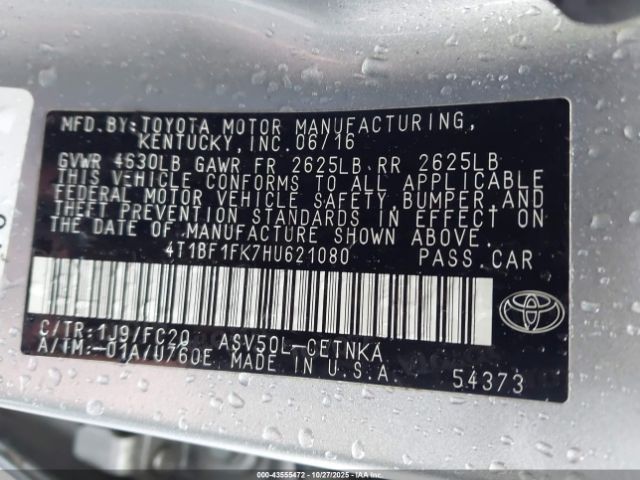 MFD. BY: TOYOTA MOTOR MANUFACTURING,
KENTUCKY, INC. 06/16
GVWR 4630LB GAWR FR 2625LB RR 2625LB
THIS VEHICLE CONFORMS TO ALL APPLICABLE
FEDERAL MOTOR VEHICLE SAFETY, BUMPER, AND
THEFT PREVENTION STANDARDS IN EFFECT ON
THE DATE OF MANUFACTURE SHOWN ABOVE.
4T1BF1FK7HU621080 PASS CAR
C/TR: 1J9/FC20 ASV50L-CETNKA
A/TM: -01A/U760E MADE IN U.S.A.
54373
43555472 10/27/2025 IAAI.COM